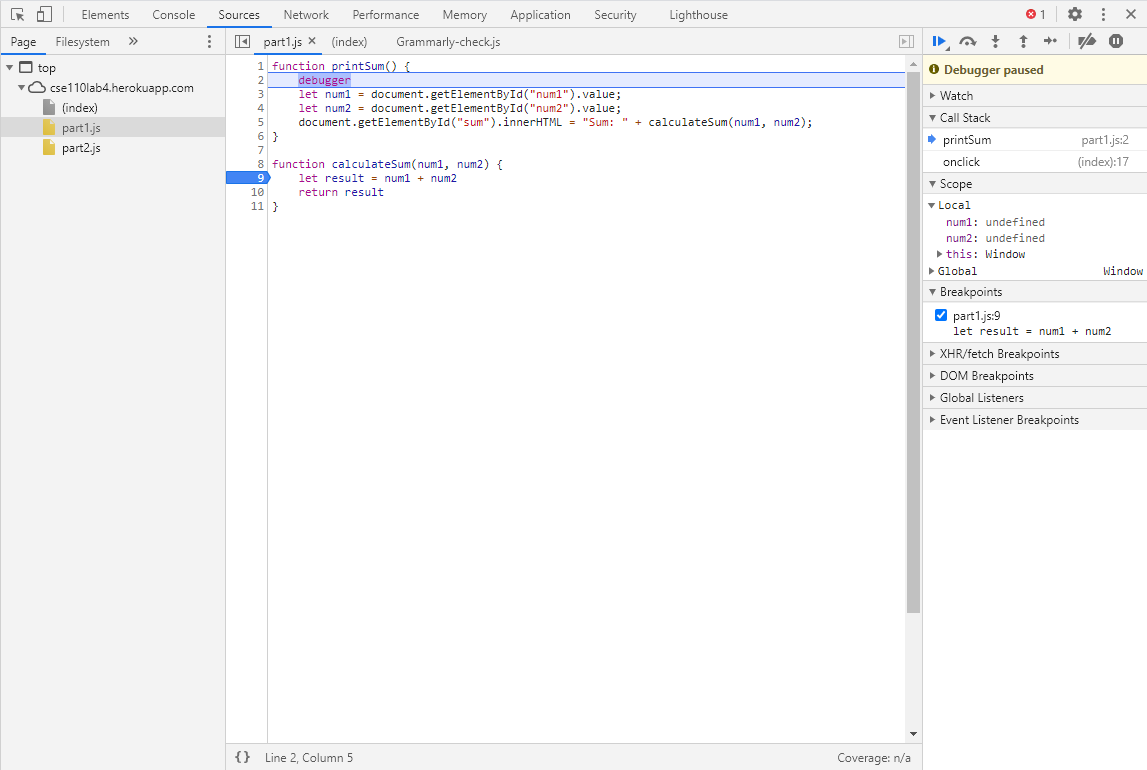 Elements Console Sources Network Performance Memory Application Security Lighthouse 1
Page Filesystem
part1.js (index) Grammarly-check.js
top
cse110lab4.herokuapp.com
(index)
part1.js
part2.js
1 function printSum() {
2 debugger
3 let num1 = document.getElementById("num1").value;
4 let num2 = document.getElementById("num2").value;
5 document.getElementById("sum").innerHTML = "Sum: " + calculateSum(num1, num2);
6 }
7
8 function calculateSum(num1, num2) {
9 let result = num1 + num2
10 return result
11 }
{} Line 2, Column 5 Coverage: n/a
Debugger paused
Watch
Call Stack
printSum part1.js:2
onclick (index):17
Scope
Local
num1: undefined
num2: undefined
this: Window
Global Window
Breakpoints
part1.js:9
let result = num1 + num2
XHR/fetch Breakpoints
DOM Breakpoints
Global Listeners
Event Listener Breakpoints